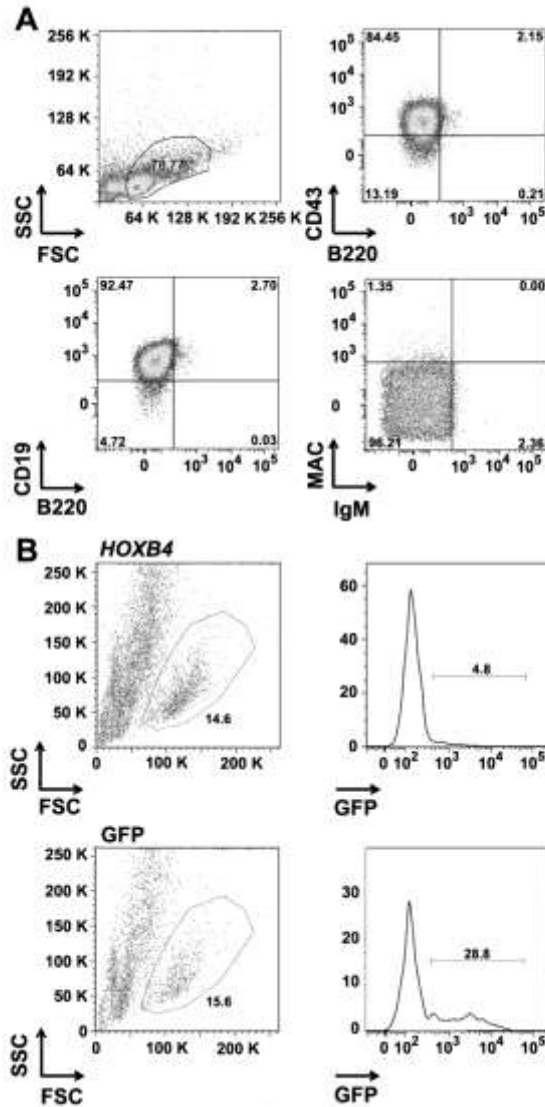 A
256 K
192 K
128 K
64 K
78.77
64 K 128 K 192 K 256 K
SSC
FSC
84.45 2.15
10⁵
10³
0
13.19 0.21
0 10³ 10⁴ 10⁵
CD43
B220
92.47 2.70
10⁵
10⁴
10³
0
4.72 0.03
0 10³ 10⁴ 10⁵
CD19
B220
1.35 0.00
10⁵
10⁴
10³
0
96.21 2.36
0 10³ 10⁴ 10⁵
MAC
IgM
B
HOXB4
250 K
200 K
150 K
100 K
50 K
0
14.6
0 100 K 200 K
SSC
FSC
60
40
20
0
4.8
0 10² 10³ 10⁴ 10⁵
GFP
GFP
250 K
200 K
150 K
100 K
50 K
0
15.6
0 100 K 200 K
SSC
FSC
30
20
10
0
28.8
0 10² 10³ 10⁴ 10⁵
GFP